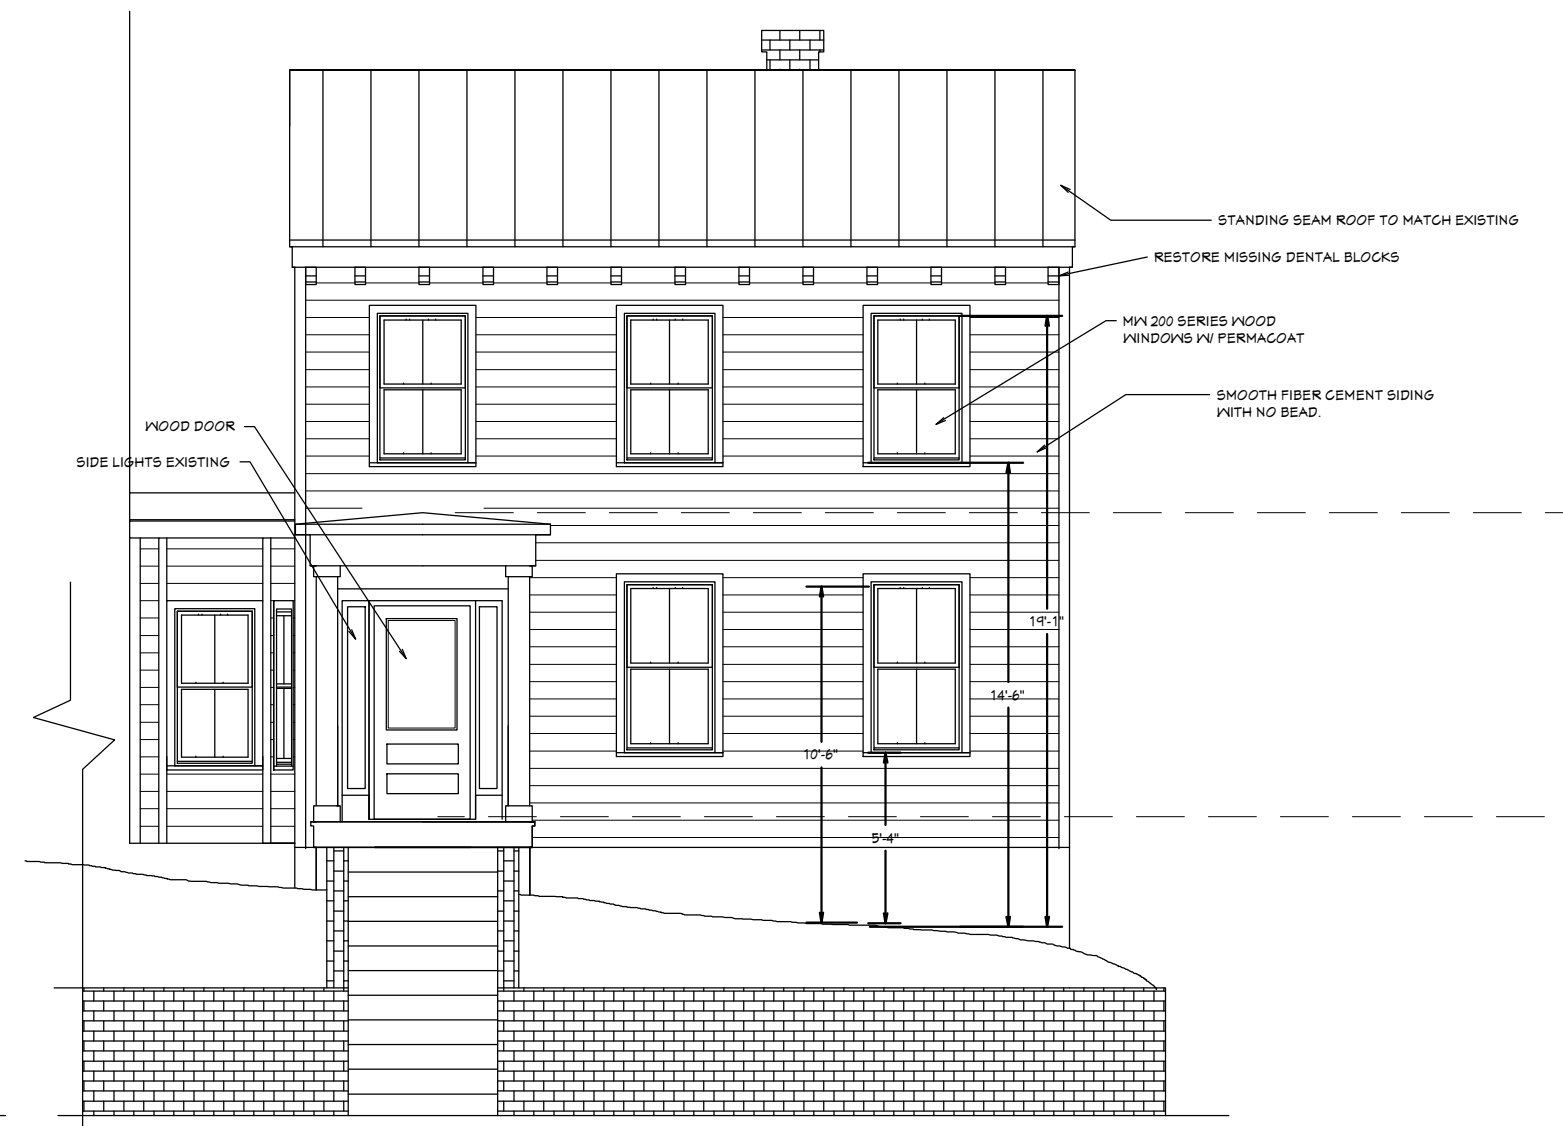 STANDING SEAM ROOF TO MATCH EXISTING
RESTORE MISSING DENTAL BLOCKS
MW 200 SERIES WOOD
WINDOWS W/ PERMACOAT
SMOOTH FIBER CEMENT SIDING
WITH NO BEAD.
WOOD DOOR
SIDE LIGHTS EXISTING
19'-1"
14'-6"
10'-6"
5'-4"